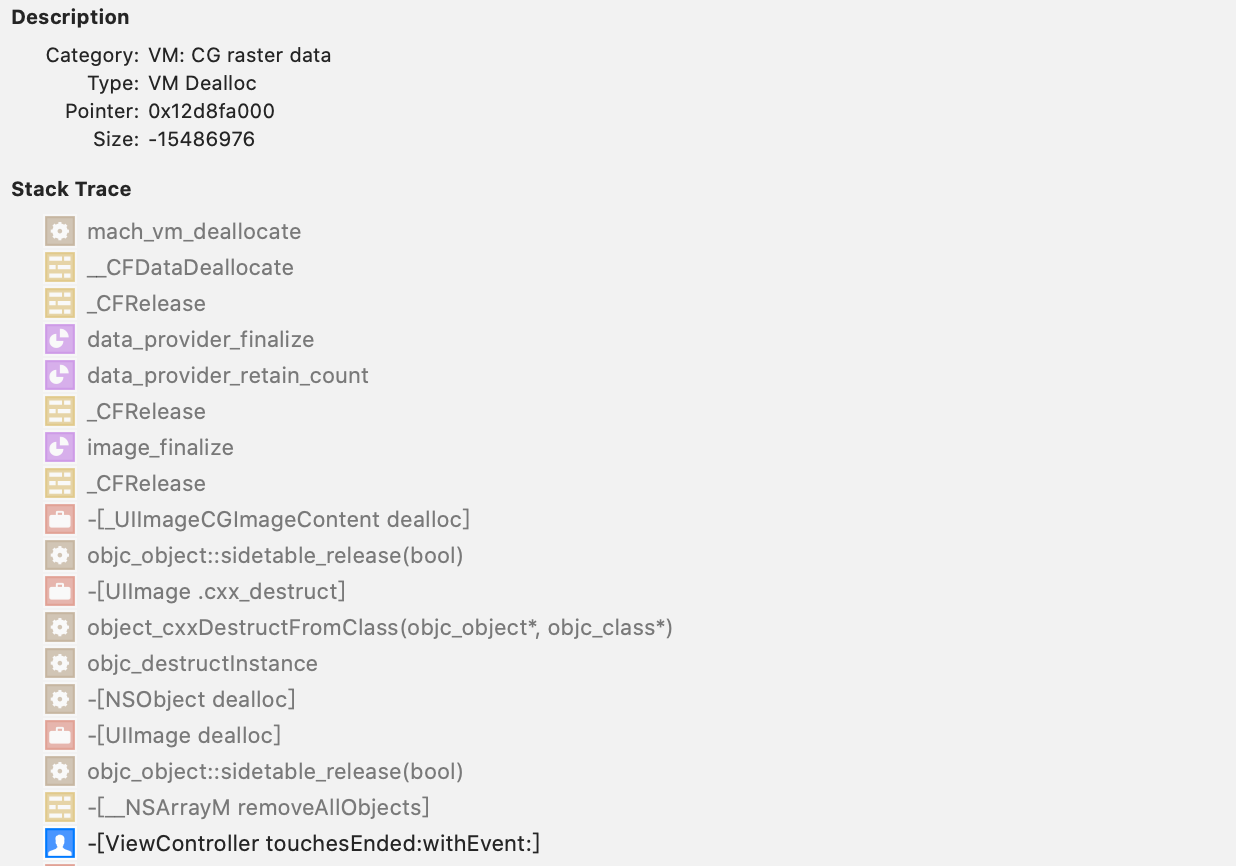 Description
Category: VM: CG raster data
Type: VM Dealloc
Pointer: 0x12d8fa000
Size: -15486976
Stack Trace
mach_vm_deallocate
__CFDataDeallocate
_CFRelease
data_provider_finalize
data_provider_retain_count
_CFRelease
image_finalize
_CFRelease
-[_UIImageCGImageContent dealloc]
objc_object::sidetable_release(bool)
-[UIImage .cxx_destruct]
object_cxxDestructFromClass(objc_object*, objc_class*)
objc_destructInstance
-[NSObject dealloc]
-[UIImage dealloc]
objc_object::sidetable_release(bool)
-[__NSArrayM removeAllObjects]
-[ViewController touchesEnded:withEvent:]